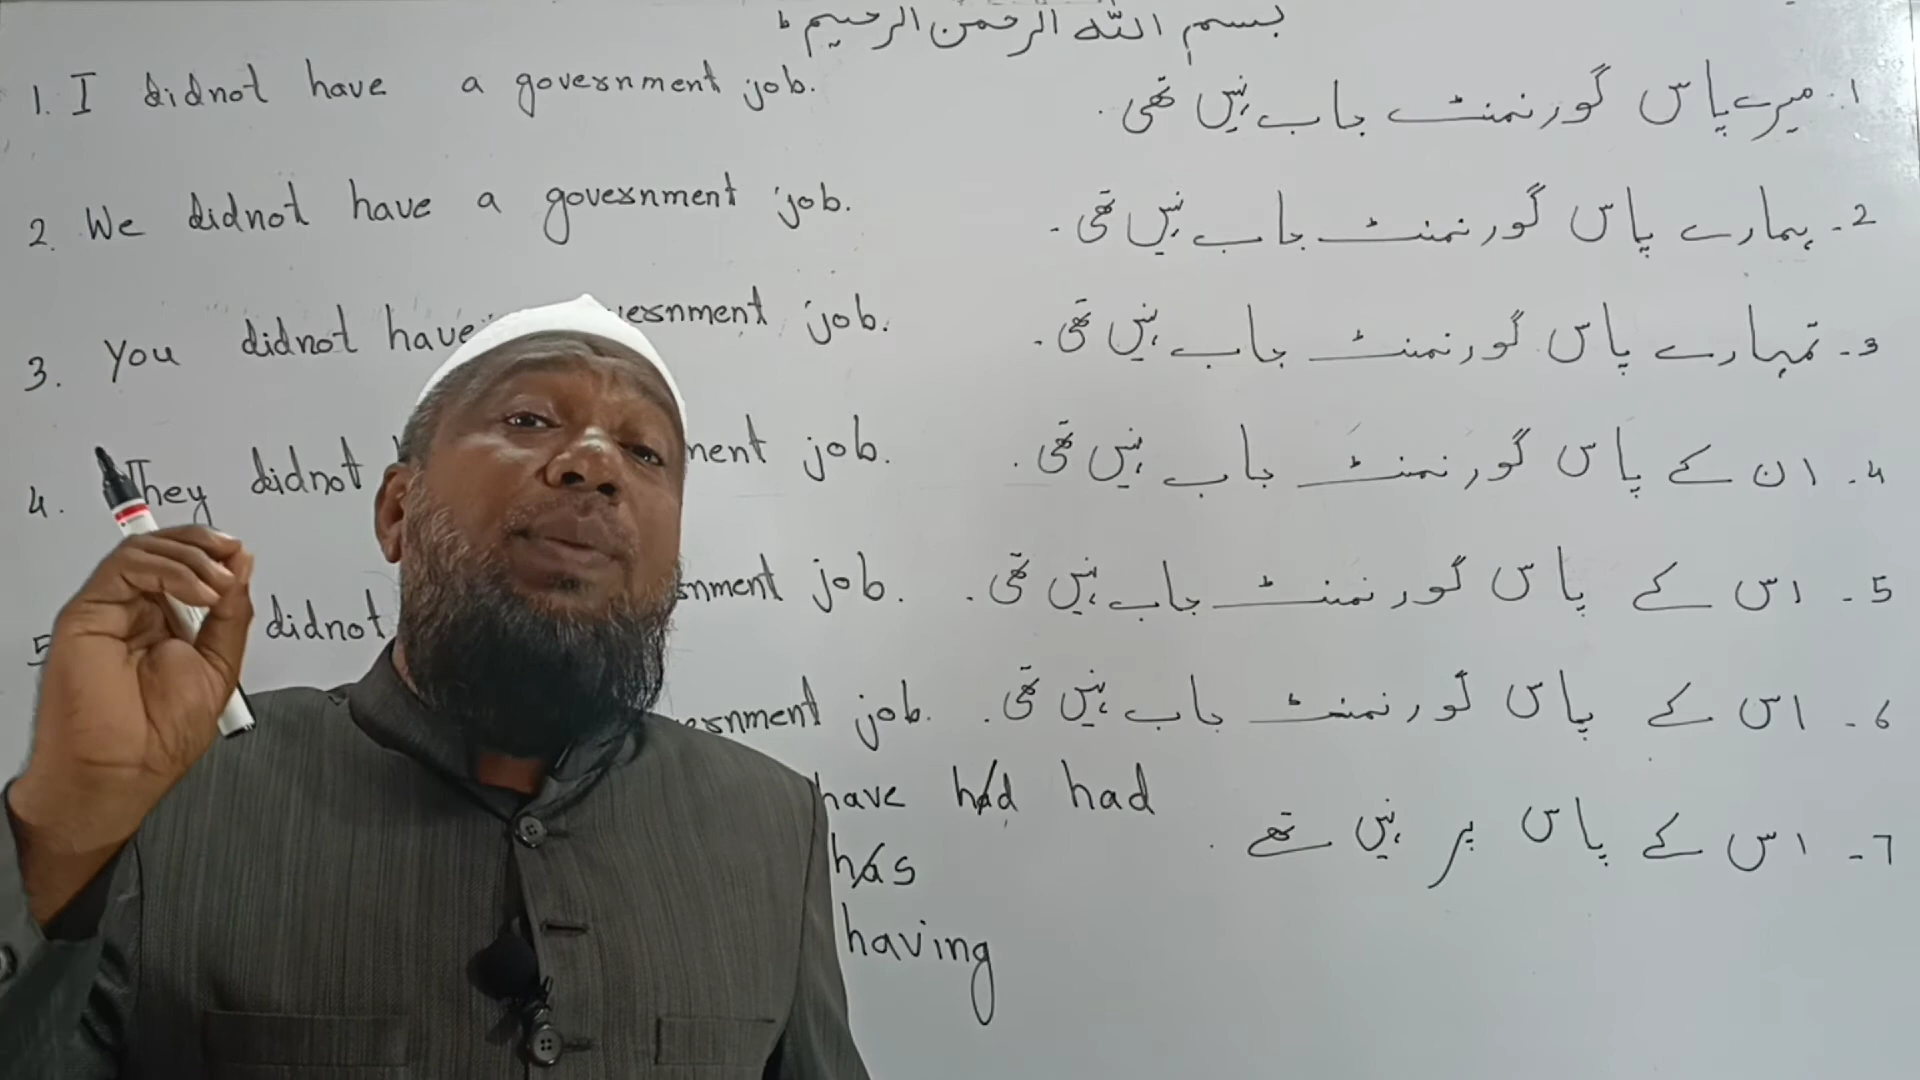 بسم اللہ الرحمن الرحیم ط
1. I didnot have a government job.
1. میرے پاس گورنمنٹ جاب نہیں تھی.
2. We didnot have a government job.
2- ہمارے پاس گورنمنٹ جاب نہیں تھی-
3. You didnot have ernment job.
3- تمہارے پاس گورنمنٹ جاب نہیں تھی-
4. They didnot ment job.
4- ان کے پاس گورنمنٹ جاب نہیں تھی.
5 didnot rnment job.
5- اس کے پاس گورنمنٹ جاب نہیں تھی.
ernment job.
6- اس کے پاس گورنمنٹ جاب نہیں تھی.
have had had
7- اس کے پاس پر نہیں تھے.
has
having